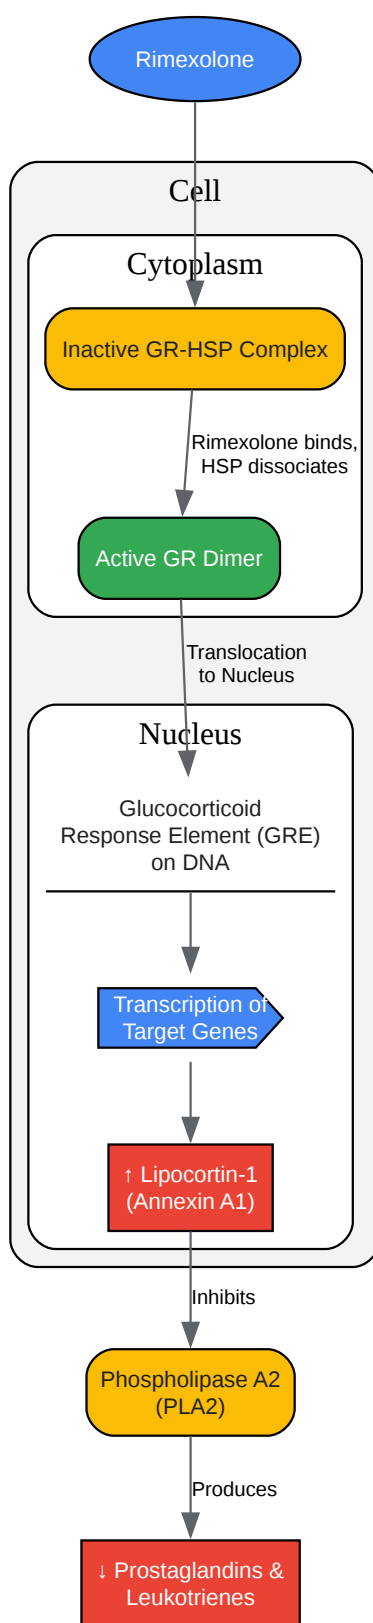 Rimexolone
Cell
Cytoplasm
Inactive GR-HSP Complex
Rimexolone binds,
HSP dissociates
Active GR Dimer
Translocation
to Nucleus
Nucleus
Glucocorticoid
Response Element (GRE)
on DNA
Transcription of
Target Genes
↑ Lipocortin-1
(Annexin A1)
Inhibits
Phospholipase A2
(PLA2)
Produces
↓ Prostaglandins &
Leukotrienes